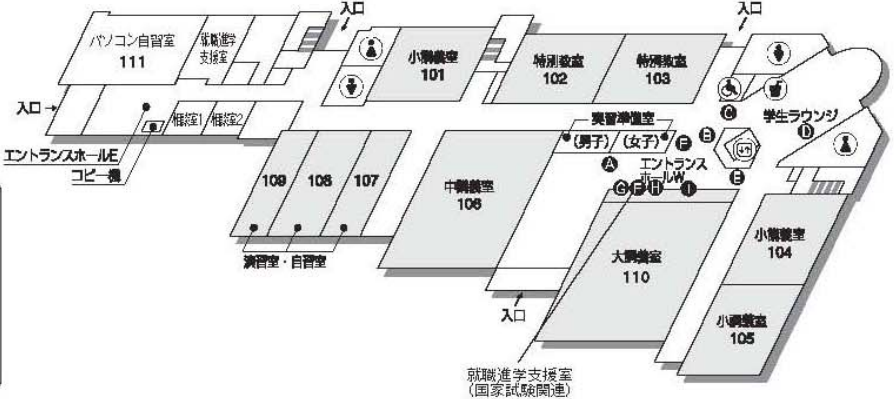 入口
入口
パソコン自習室
111
就職進学
支援室
小講義室
101
特別教室
102
特別教室
103
入口
相談室1
相談室2
エントランスホールE
コピー機
実習準備室
(男子)
(女子)
学生ラウンジ
C
D
B
F
A
E
エントランス
ホールW
G
F
H
I
109
108
107
中講義室
106
大講義室
110
小講義室
104
小講義室
105
演習室・自習室
入口
就職進学支援室
(国家試験関連)